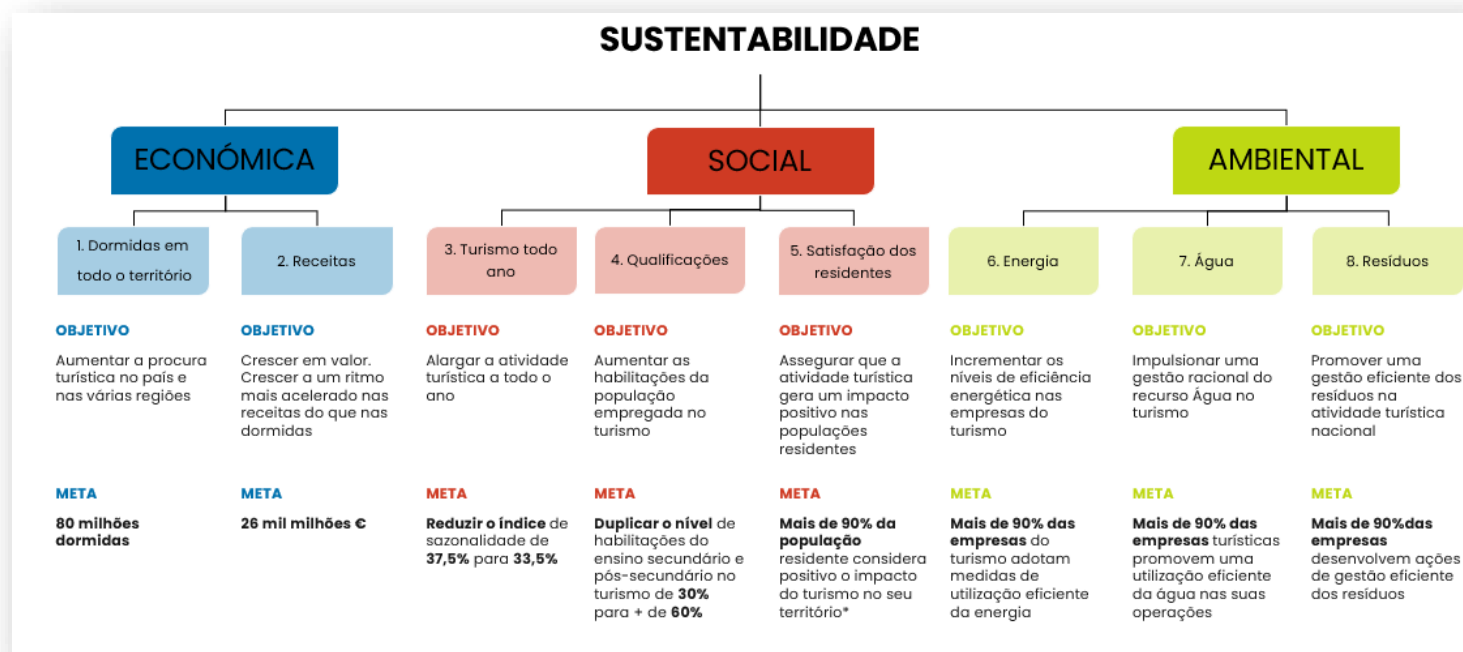 SUSTENTABILIDADE
ECONÓMICA
SOCIAL
AMBIENTAL
1. Dormidas em
todo o território
2. Receitas
3. Turismo todo
ano
4. Qualificações
5. Satisfação dos
residentes
6. Energia
7. Água
8. Resíduos
OBJETIVO
Aumentar a procura
turística no país e
nas várias regiões
OBJETIVO
Crescer em valor.
Crescer a um ritmo
mais acelerado nas
receitas do que nas
dormidas
OBJETIVO
Alargar a atividade
turística a todo o
ano
OBJETIVO
Aumentar as
habilitações da
população
empregada no
turismo
OBJETIVO
Assegurar que a
atividade turística
gera um impacto
positivo nas
populações
residentes
OBJETIVO
Incrementar os
níveis de eficiência
energética nas
empresas do
turismo
OBJETIVO
Impulsionar uma
gestão racional do
recurso Água no
turismo
OBJETIVO
Promover uma
gestão eficiente dos
resíduos na
atividade turística
nacional
META
80 milhões
dormidas
META
26 mil milhões €
META
Reduzir o índice de
sazonalidade de
37,5% para 33,5%
META
Duplicar o nível de
habilitações do
ensino secundário e
pós-secundário no
turismo de 30%
para + de 60%
META
Mais de 90% da
população
residente considera
positivo o impacto
do turismo no seu
território*
META
Mais de 90% das
empresas do
turismo adotam
medidas de
utilização eficiente
da energia
META
Mais de 90% das
empresas turísticas
promovem uma
utilização eficiente
da água nas suas
operações
META
Mais de 90%das
empresas
desenvolvem ações
de gestão eficiente
dos resíduos